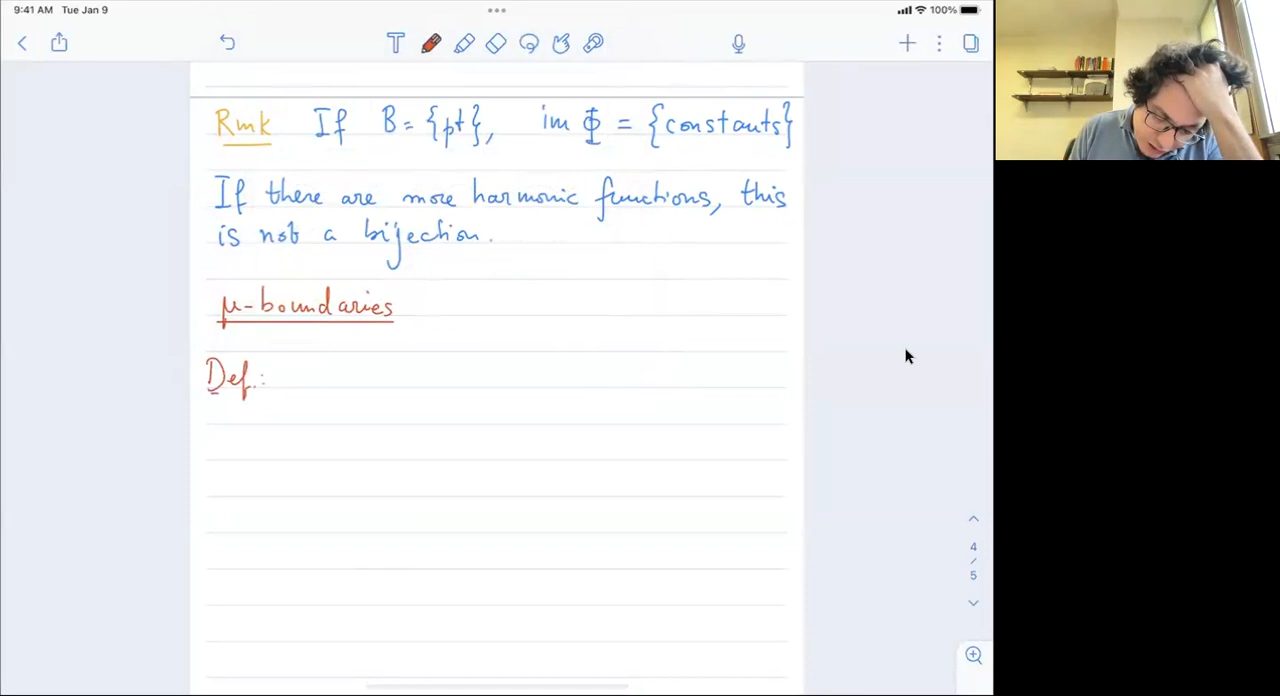 9:41 AM Tue Jan 9
100%
Rmk If B = {pt}, im Φ = {constants}
If there are more harmonic functions, this
is not a bijection.
μ-boundaries
Def.:
4
/
5